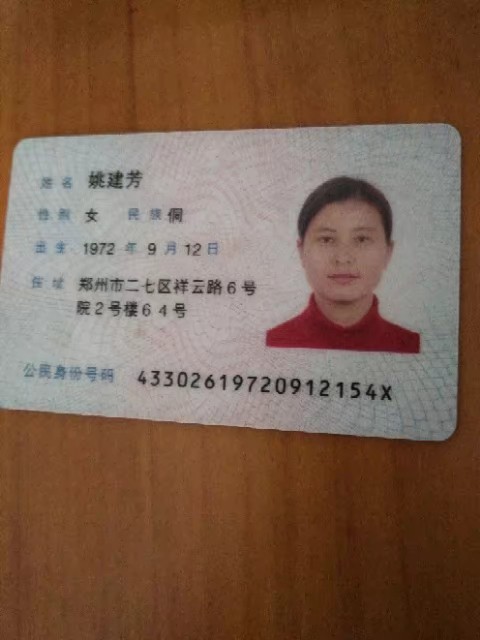 姓名 姚建芳
性别 女 民族 侗
出生 1972 年 9 月 12 日
住址 郑州市二七区祥云路6号
院2号楼64号
公民身份号码 43302619720912154X